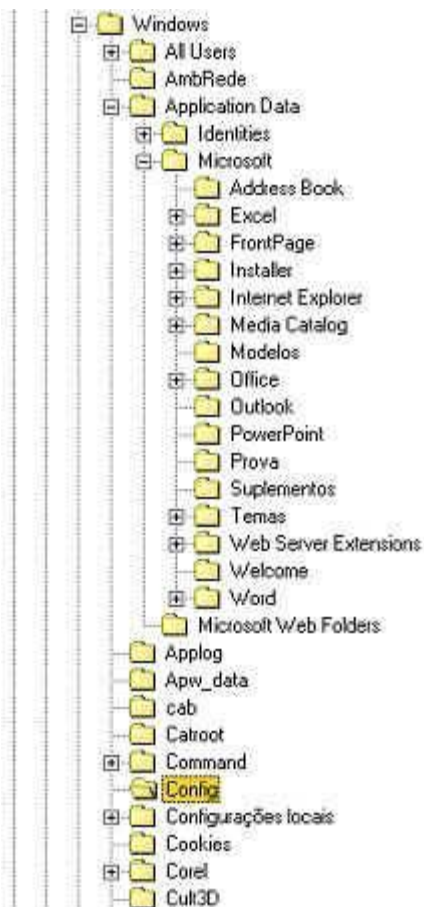 Windows
All Users
AmbRede
Application Data
Identities
Microsoft
Address Book
Excel
FrontPage
Installer
Internet Explorer
Media Catalog
Modelos
Office
Outlook
PowerPoint
Prova
Suplementos
Temas
Web Server Extensions
Welcome
Word
Microsoft Web Folders
Applog
Apw_data
cab
Catroot
Command
Config
Configurações locais
Cookies
Corel
Cult3D